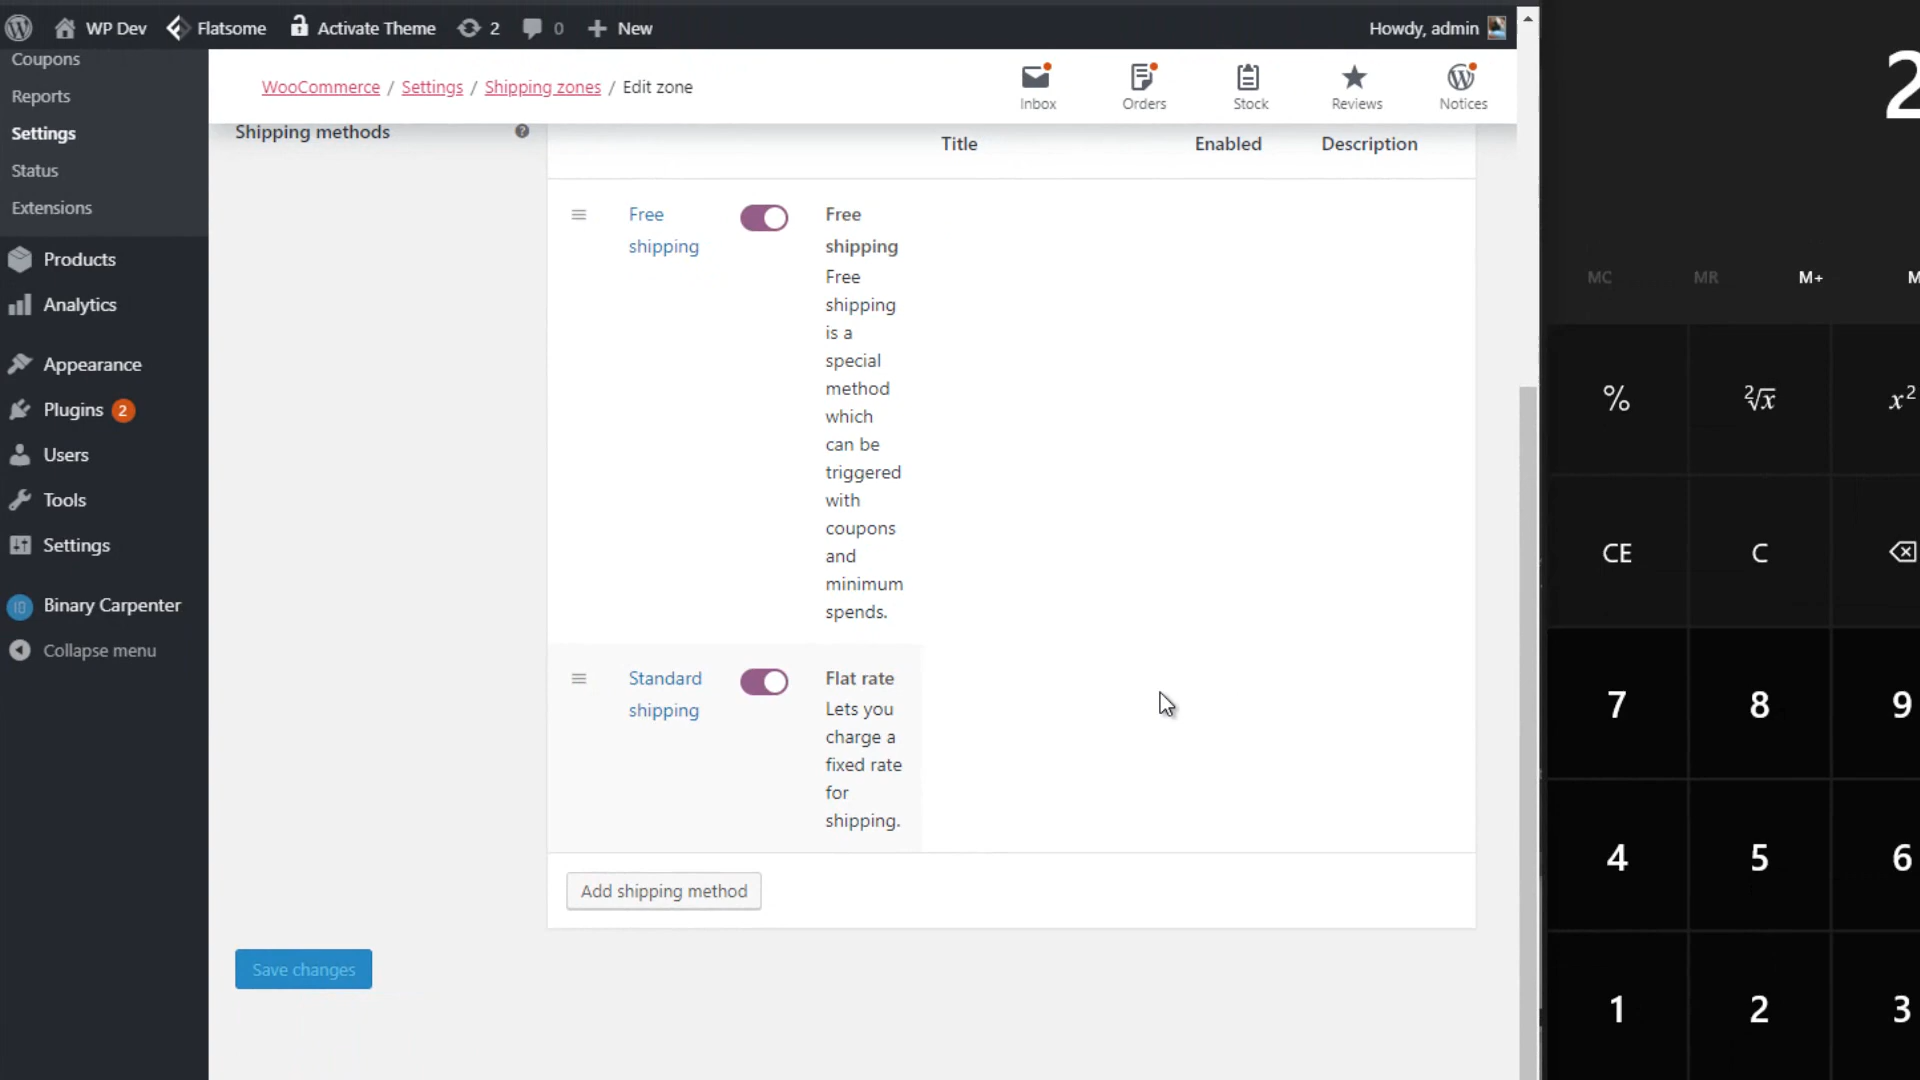 WP Dev
Flatsome
Activate Theme
2
0
New
Howdy, admin
Coupons
Reports
Settings
Status
Extensions
Products
Analytics
Appearance
Plugins 2
Users
Tools
Settings
Binary Carpenter
Collapse menu
WooCommerce / Settings / Shipping zones / Edit zone
Inbox
Orders
Stock
Reviews
Notices
Shipping methods
Title
Enabled
Description
Free
shipping
Free
shipping
Free
shipping
is a
special
method
which
can be
triggered
with
coupons
and
minimum
spends.
Standard
shipping
Flat rate
Lets you
charge a
fixed rate
for
shipping.
Add shipping method
Save changes
2
MC MR M+ M
% ²√x x²
CE C
7 8 9
4 5 6
1 2 3